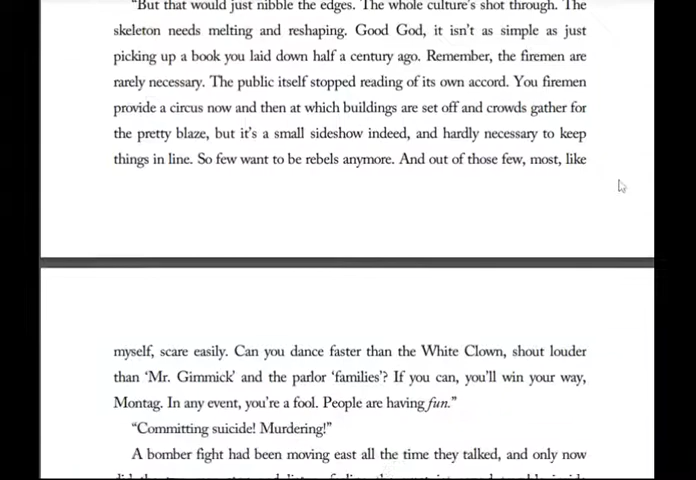 "But that would just nibble the edges. The whole culture's shot through. The
skeleton needs melting and reshaping. Good God, it isn't as simple as just
picking up a book you laid down half a century ago. Remember, the firemen are
rarely necessary. The public itself stopped reading of its own accord. You firemen
provide a circus now and then at which buildings are set off and crowds gather for
the pretty blaze, but it's a small sideshow indeed, and hardly necessary to keep
things in line. So few want to be rebels anymore. And out of those few, most, like
myself, scare easily. Can you dance faster than the White Clown, shout louder
than ‘Mr. Gimmick’ and the parlor ‘families’? If you can, you'll win your way,
Montag. In any event, you're a fool. People are having fun."
"Committing suicide! Murdering!"
A bomber fight had been moving east all the time they talked, and only now